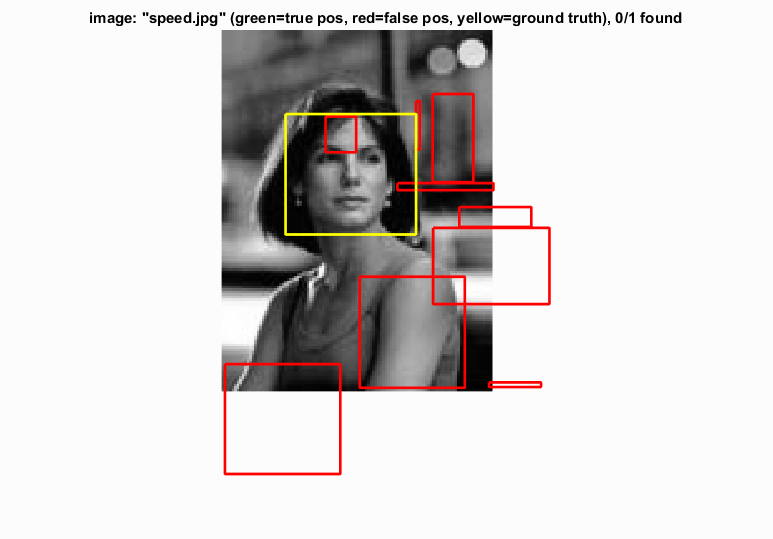 image: "speed.jpg" (green=true pos, red=false pos, yellow=ground truth), 0/1 found